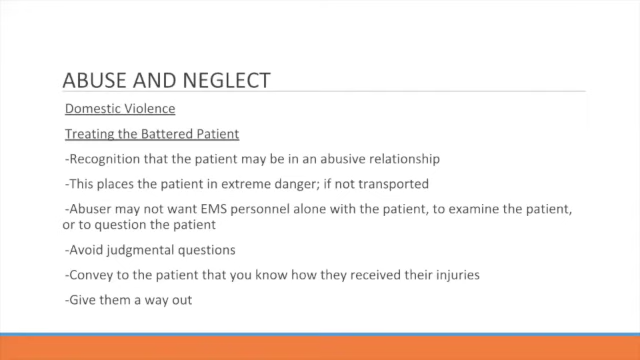 ABUSE AND NEGLECT
Domestic Violence
Treating the Battered Patient
-Recognition that the patient may be in an abusive relationship
-This places the patient in extreme danger; if not transported
-Abuser may not want EMS personnel alone with the patient, to examine the patient,
or to question the patient
-Avoid judgmental questions
-Convey to the patient that you know how they received their injuries
-Give them a way out